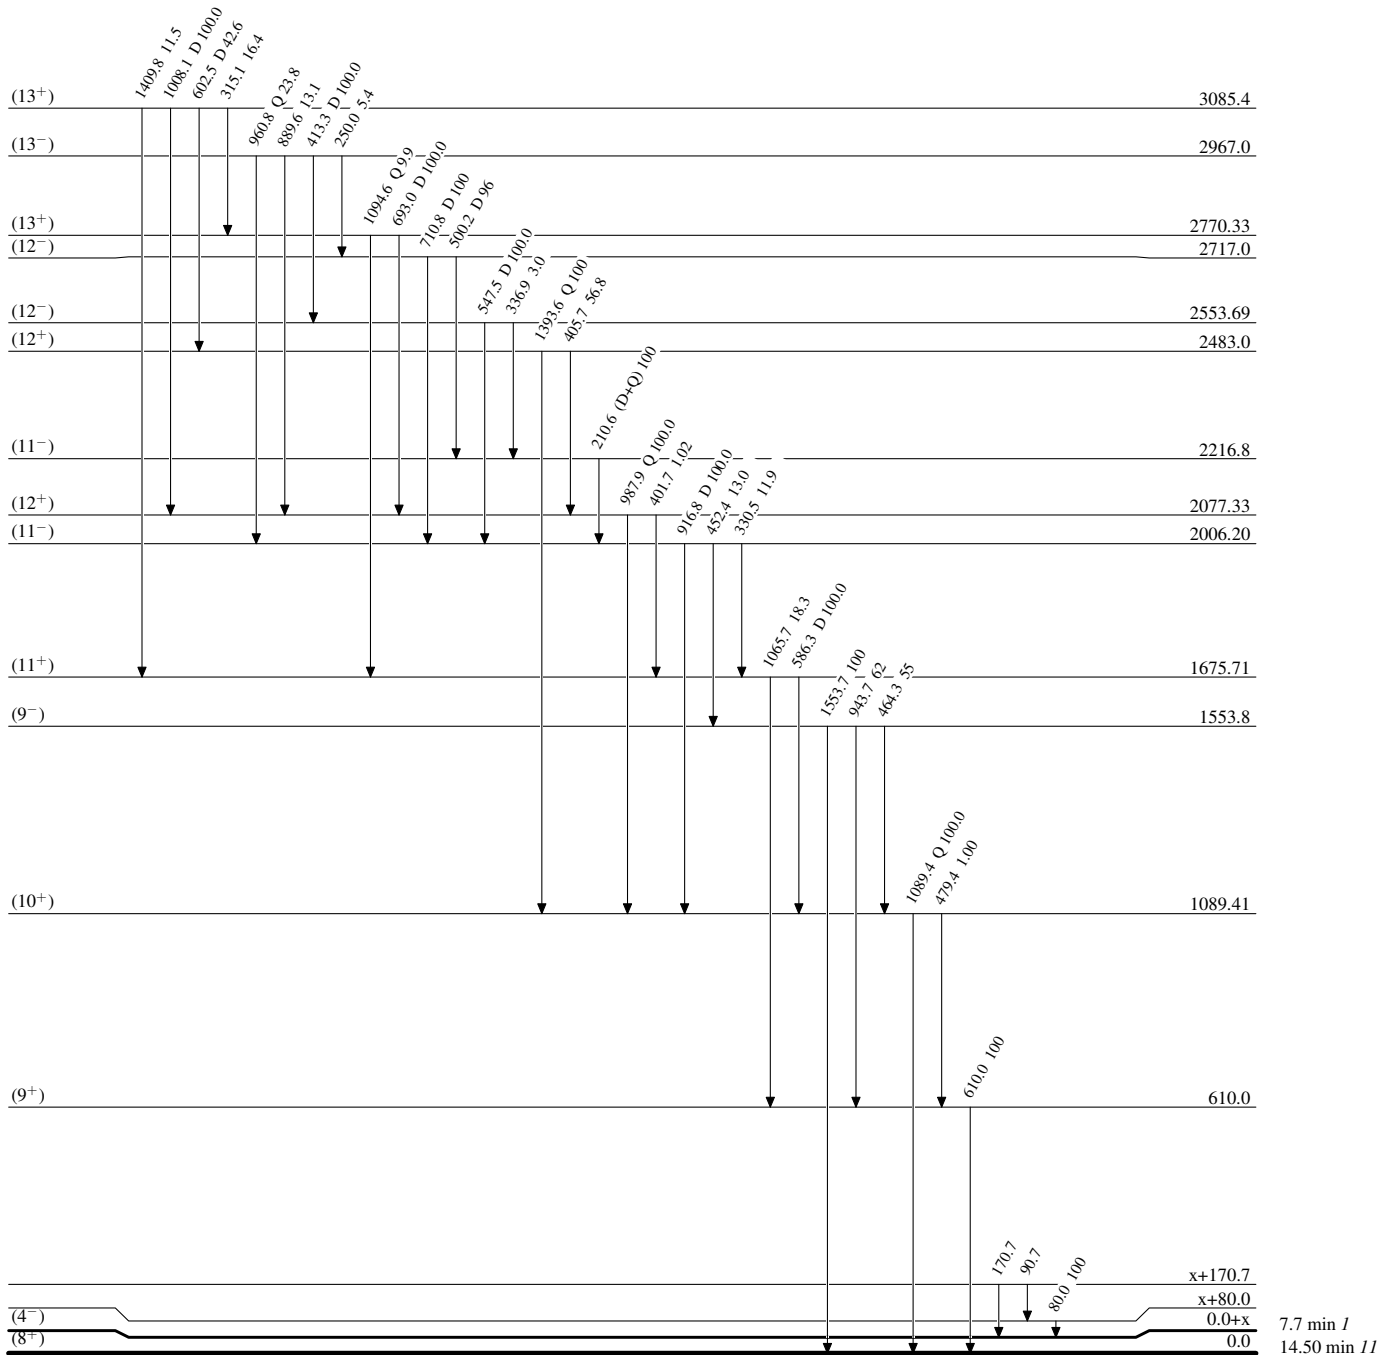 1409.8 11.5
1008.1 D 100.0
602.5 D 42.6
315.1 16.4
(13+) 3085.4
960.8 Q 23.8
889.6 13.1
413.3 D 100.0
250.0 5.4
(13−) 2967.0
1094.6 Q 9.9
693.0 D 100.0
(13+) 2770.33
710.8 D 100
500.2 D 96
(12−) 2717.0
547.5 D 100.0
336.9 3.0
(12−) 2553.69
1393.6 Q 100
405.7 56.8
(12+) 2483.0
210.6 (D+Q) 100
(11−) 2216.8
987.9 Q 100.0
401.7 1.02
(12+) 2077.33
916.8 D 100.0
452.4 13.0
330.5 11.9
(11−) 2006.20
1065.7 18.3
586.3 D 100.0
(11+) 1675.71
1553.7 100
943.7 62
464.3 55
(9−) 1553.8
1089.4 Q 100.0
479.4 1.00
(10+) 1089.41
610.0 100
(9+) 610.0
170.7
90.7
x+170.7
80.0 100
x+80.0
(4−) 0.0+x 7.7 min 1
(8+) 0.0 14.50 min 11